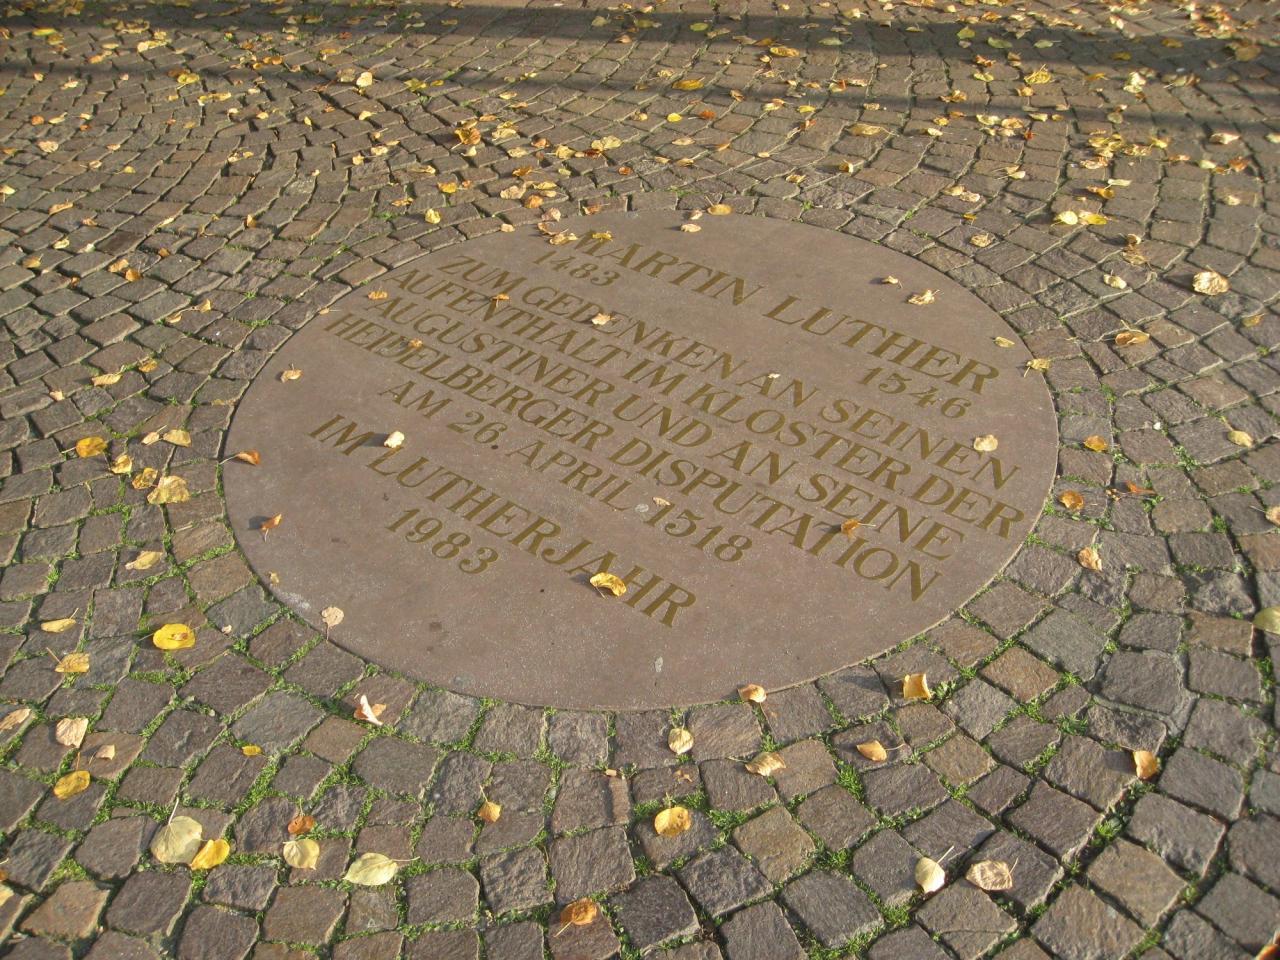 MARTIN LUTHER
1483 1546
ZUM GEDENKEN AN SEINEN
AUFENTHALT IM KLOSTER DER
AUGUSTINER UND AN SEINE
HEIDELBERGER DISPUTATION
AM 26. APRIL 1518
IM LUTHERJAHR
1983